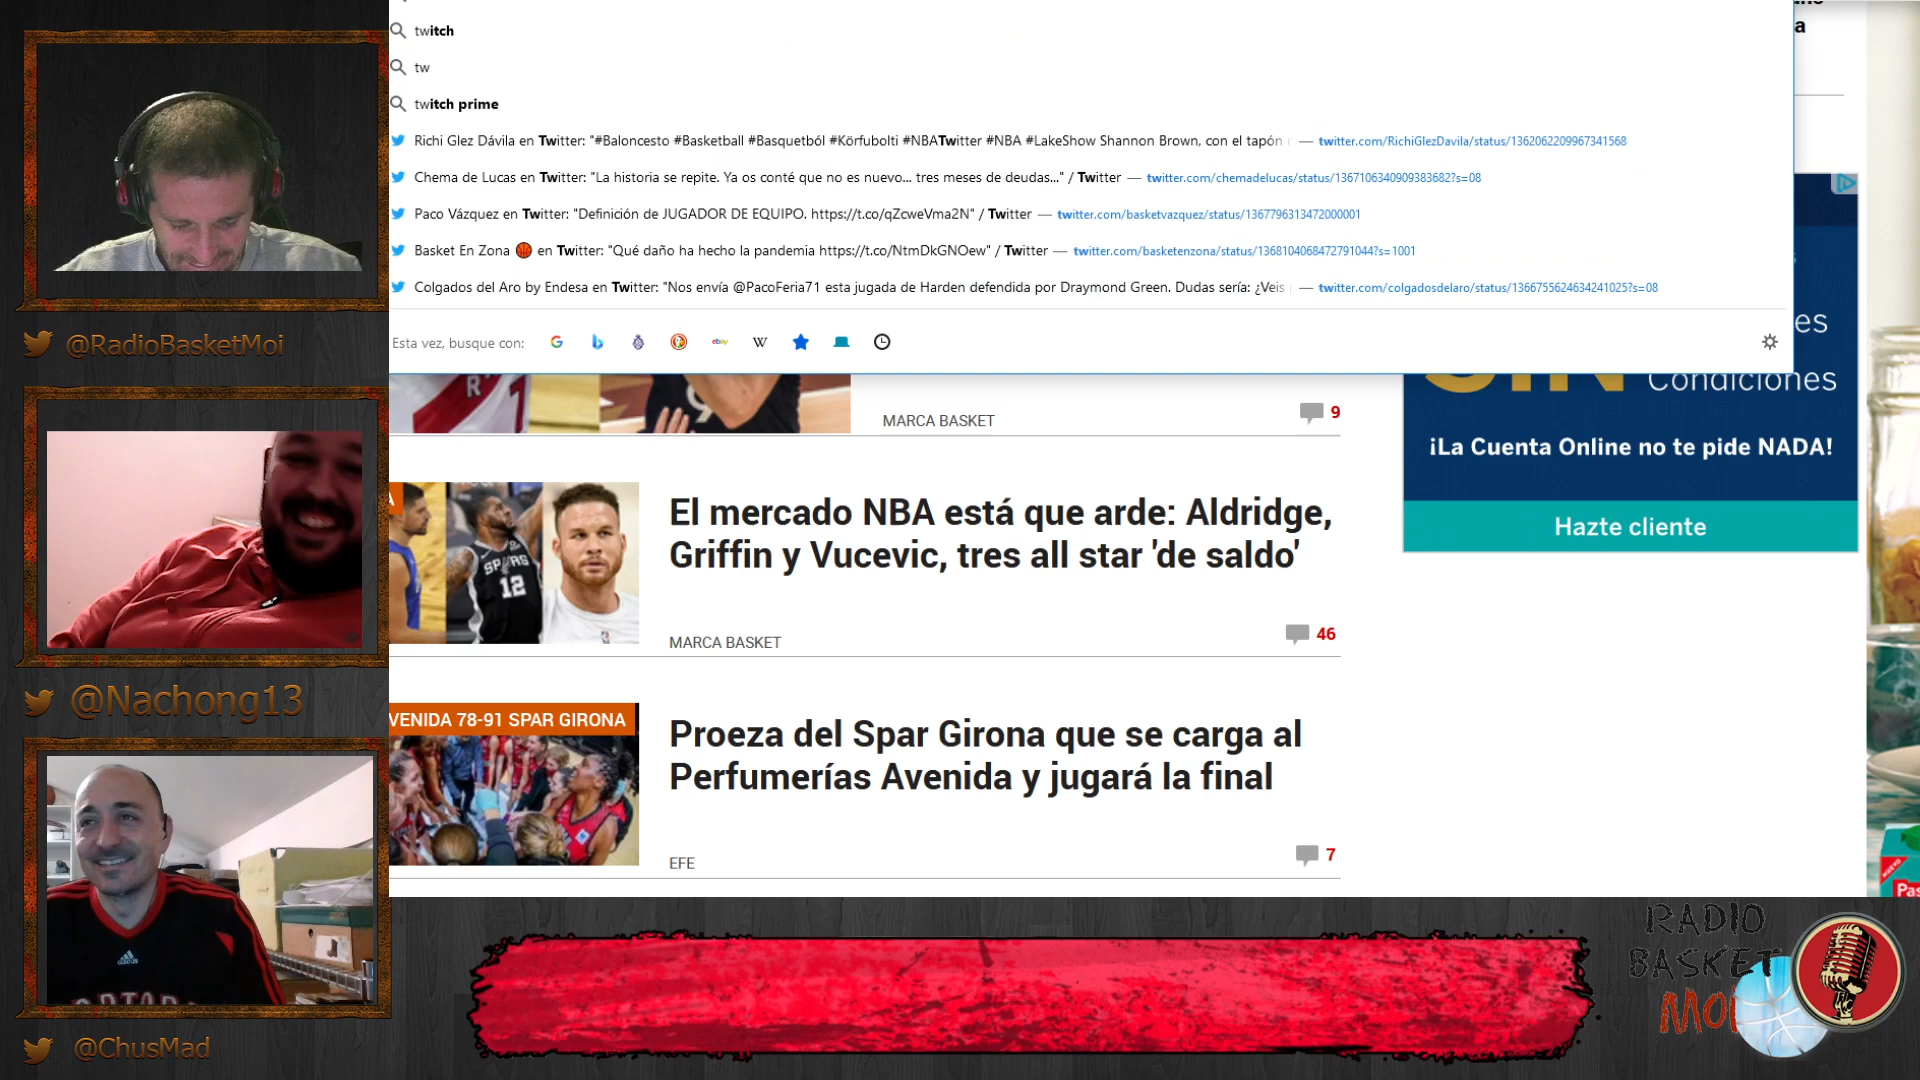 twitch
tw
twitch prime
Richi Glez Dávila en Twitter: "#Baloncesto #Basketball #Basquetból #Körfubolti #NBATwitter #NBA #LakeShow Shannon Brown, con el tapón — twitter.com/RichiGlezDavila/status/1362062209967341568
Chema de Lucas en Twitter: "La historia se repite. Ya os conté que no es nuevo... tres meses de deudas..." / Twitter — twitter.com/chemadelucas/status/1367106340909383682?s=08
Paco Vázquez en Twitter: "Definición de JUGADOR DE EQUIPO. https://t.co/qZcweVma2N" / Twitter — twitter.com/basketvazquez/status/1367796313472000001
Basket En Zona 🏀 en Twitter: "Qué daño ha hecho la pandemia https://t.co/NtmDkGNOew" / Twitter — twitter.com/basketenzona/status/1368104068472791044?s=1001
Colgados del Aro by Endesa en Twitter: "Nos envía @PacoFeria71 esta jugada de Harden defendida por Draymond Green. Dudas sería: ¿Veis — twitter.com/colgadosdelaro/status/1366755624634241025?s=08
Esta vez, busque con:
ebay
W
a
es
SIN
Condiciones
¡La Cuenta Online no te pide NADA!
Hazte cliente
MARCA BASKET
9
El mercado NBA está que arde: Aldridge,
Griffin y Vucevic, tres all star 'de saldo'
SPURS
12
MARCA BASKET
46
VENIDA 78-91 SPAR GIRONA
Proeza del Spar Girona que se carga al
Perfumerías Avenida y jugará la final
EFE
7
@RadioBasketMoi
@Nachong13
adidas
@ChusMad
RADIO
BASKET
MOI